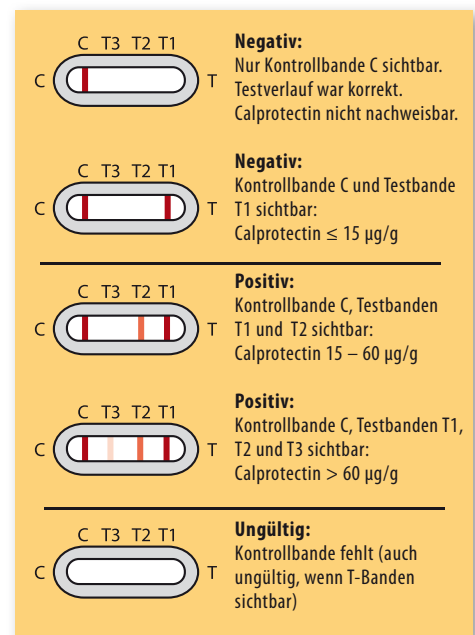 C T3 T2 T1
C T
Negativ:
Nur Kontrollbande C sichtbar.
Testverlauf war korrekt.
Calprotectin nicht nachweisbar.
C T3 T2 T1
C T
Negativ:
Kontrollbande C und Testbande
T1 sichtbar:
Calprotectin ≤ 15 µg/g
C T3 T2 T1
C T
Positiv:
Kontrollbande C, Testbanden
T1 und T2 sichtbar:
Calprotectin 15 – 60 µg/g
C T3 T2 T1
C T
Positiv:
Kontrollbande C, Testbanden T1,
T2 und T3 sichtbar:
Calprotectin > 60 µg/g
C T3 T2 T1
C T
Ungültig:
Kontrollbande fehlt (auch
ungültig, wenn T-Banden
sichtbar)